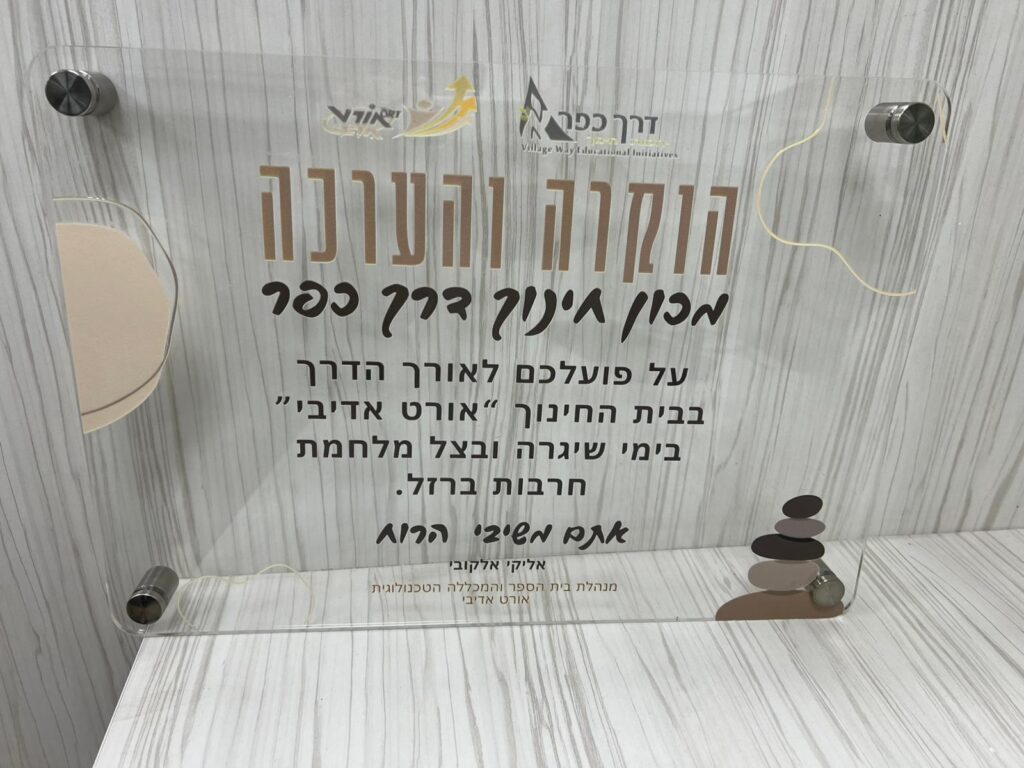 אורט ORT
דרך כפר
Village Way Educational Initiatives
הוקרה והערכה
מכון חינוך דרך כפר
על פועלכם לאורך הדרך
בבית החינוך “אורט אדיבי”
בימי שיגרה ובצל מלחמת
חרבות ברזל.
אתם משיבי הרוח
אליקי אלקובי
מנהלת בית הספר והמכללה הטכנולוגית
אורט אדיבי